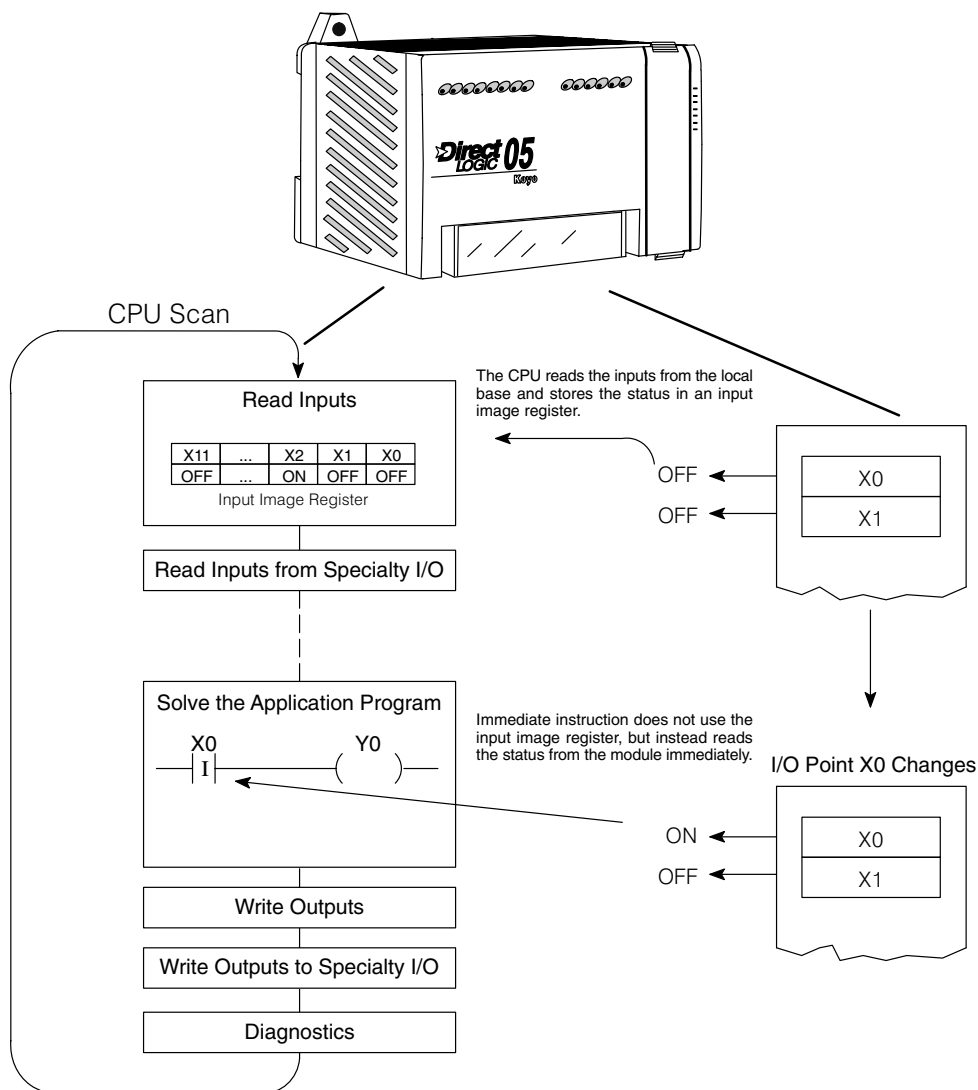 Direct
LOGIC 05
Koyo
CPU Scan
Read Inputs
X11 ... X2 X1 X0
OFF ... ON OFF OFF
Input Image Register
The CPU reads the inputs from the local
base and stores the status in an input
image register.
OFF X0
OFF X1
Read Inputs from Specialty I/O
Solve the Application Program
X0 Y0
I
Immediate instruction does not use the
input image register, but instead reads
the status from the module immediately.
I/O Point X0 Changes
ON X0
OFF X1
Write Outputs
Write Outputs to Specialty I/O
Diagnostics